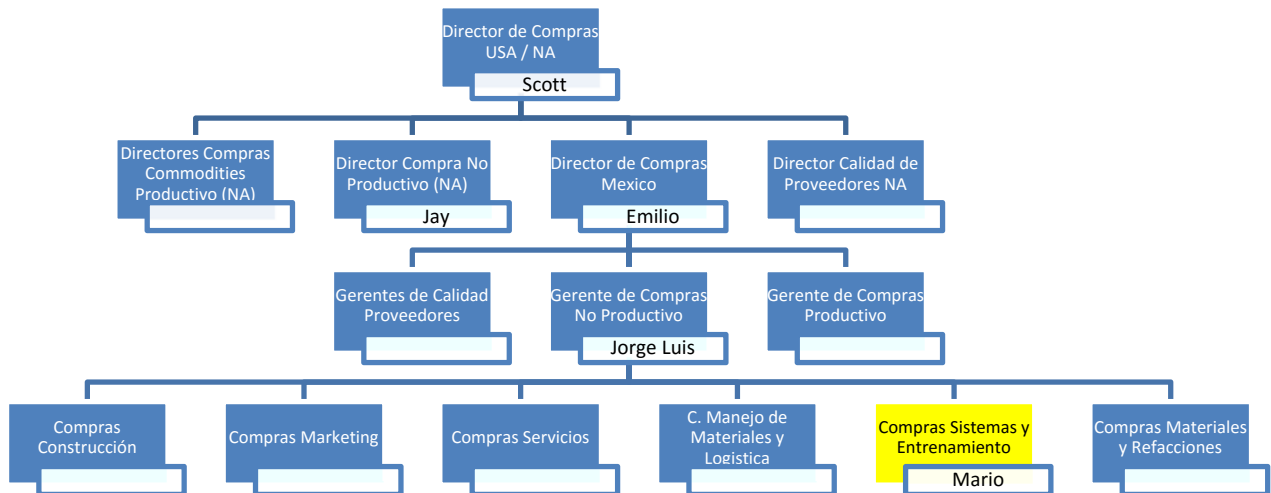 Director de Compras
USA / NA
Scott
Directores Compras
Commodities
Productivo (NA)
Director Compra No
Productivo (NA)
Jay
Director de Compras
Mexico
Emilio
Director Calidad de
Proveedores NA
Gerentes de Calidad
Proveedores
Gerente de Compras
No Productivo
Jorge Luis
Gerente de Compras
Productivo
Compras
Construcción
Compras Marketing
Compras Servicios
C. Manejo de
Materiales y
Logistica
Compras Sistemas y
Entrenamiento
Mario
Compras Materiales
y Refacciones